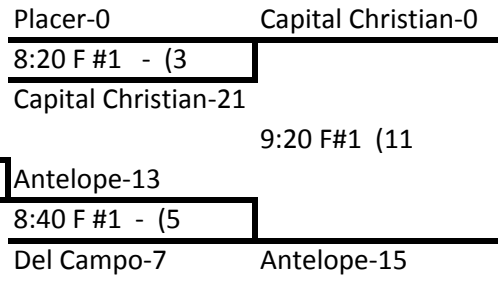 Placer-0 Capital Christian-0
8:20 F #1 - (3
Capital Christian-21
9:20 F#1 (11
Antelope-13
8:40 F #1 - (5
Del Campo-7 Antelope-15